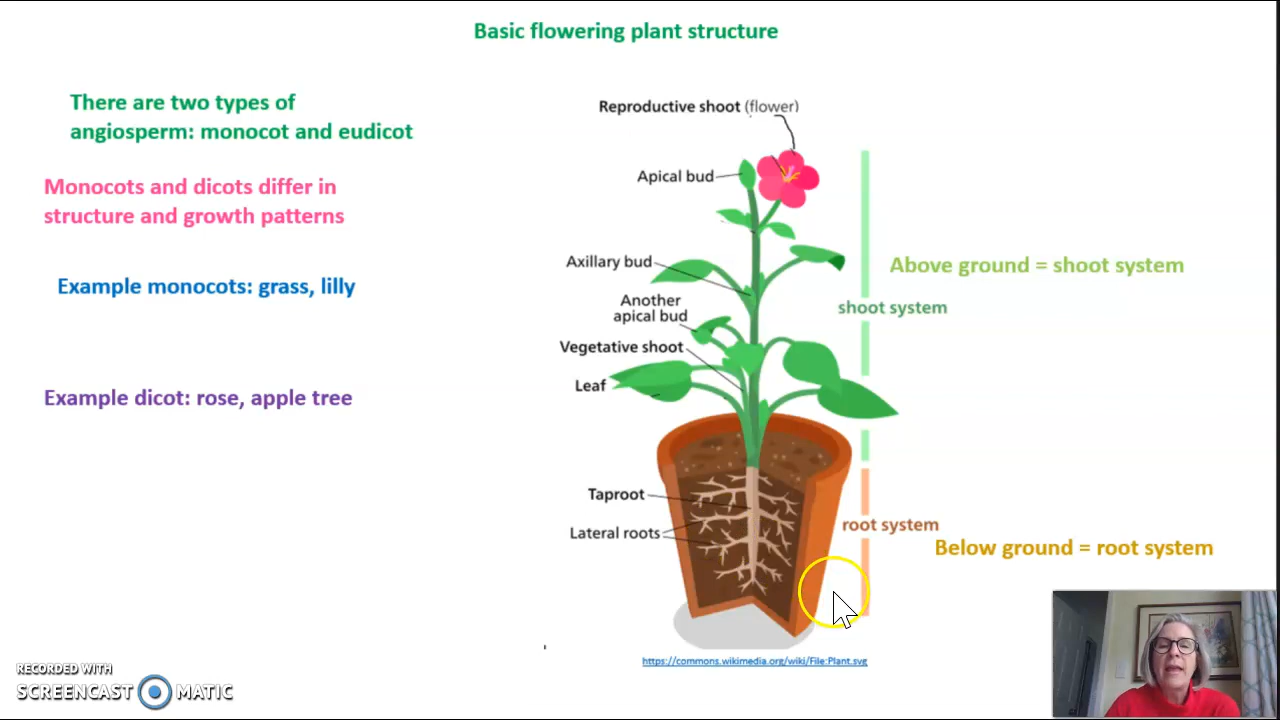 Basic flowering plant structure
There are two types of
angiosperm: monocot and eudicot
Monocots and dicots differ in
structure and growth patterns
Example monocots: grass, lilly
Example dicot: rose, apple tree
Reproductive shoot (flower)
Apical bud
Axillary bud
Another
apical bud
Vegetative shoot
Leaf
Taproot
Lateral roots
Above ground = shoot system
shoot system
root system
Below ground = root system
https://commons.wikimedia.org/wiki/File:Plant.svg
RECORDED WITH
SCREENCAST MATIC